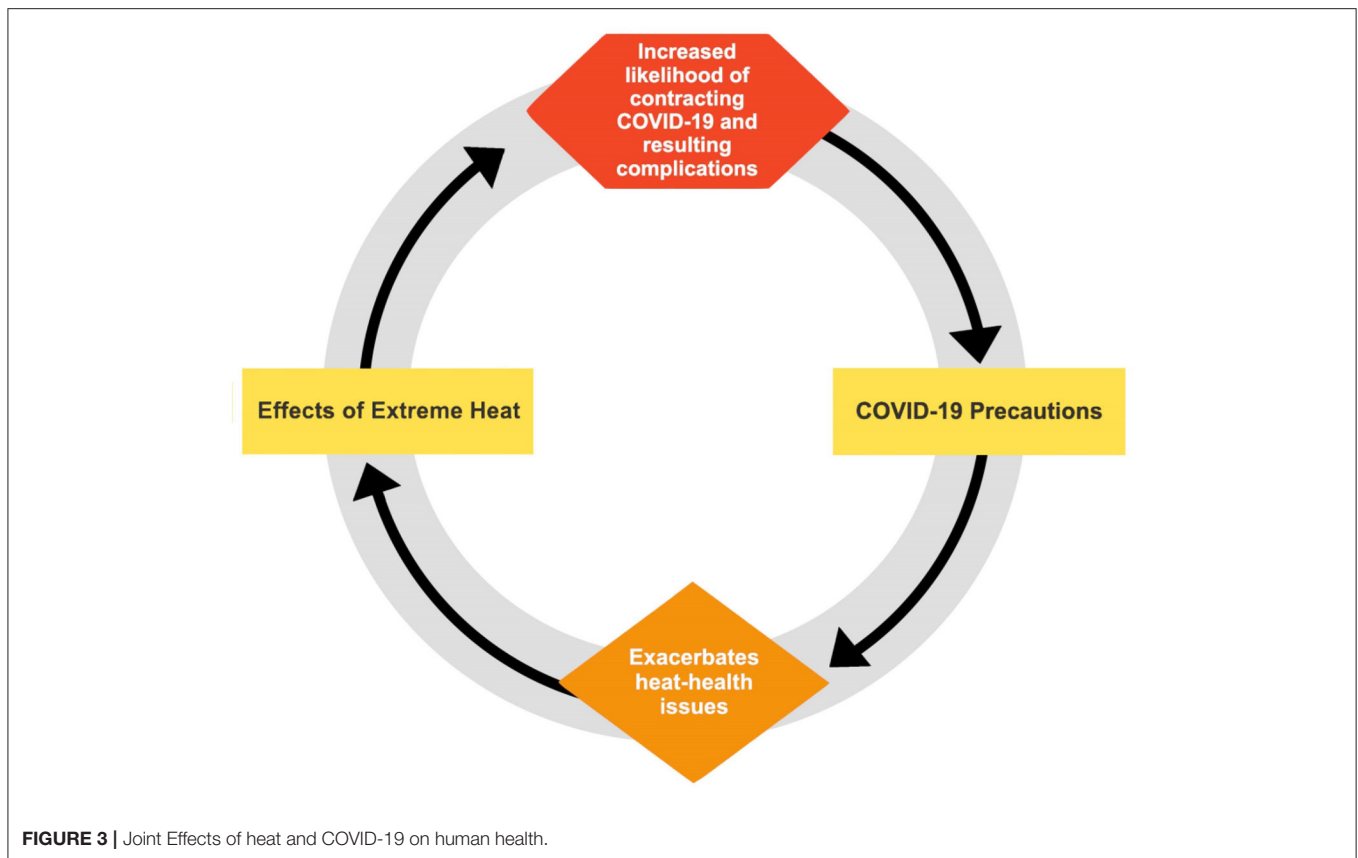 Increased
likelihood of
contracting
COVID-19 and
resulting
complications
Effects of Extreme Heat
COVID-19 Precautions
Exacerbates
heat-health
issues
FIGURE 3 | Joint Effects of heat and COVID-19 on human health.